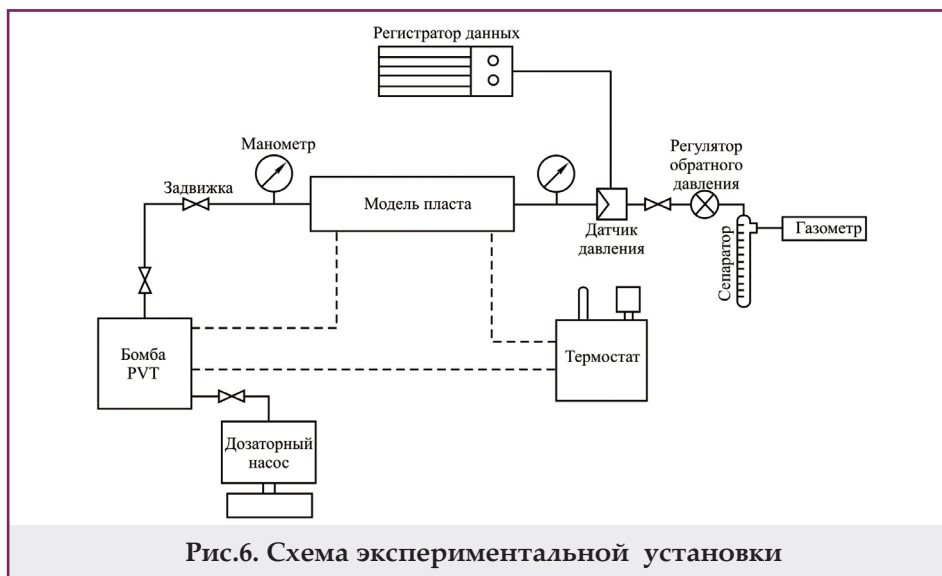 Регистратор данных
Манометр
Регулятор
обратного
давления
Задвижка
Модель пласта
Датчик
давления
Сепаратор
Газометр
Бомба
PVT
Термостат
Дозаторный
насос
Рис.6. Схема экспериментальной установки